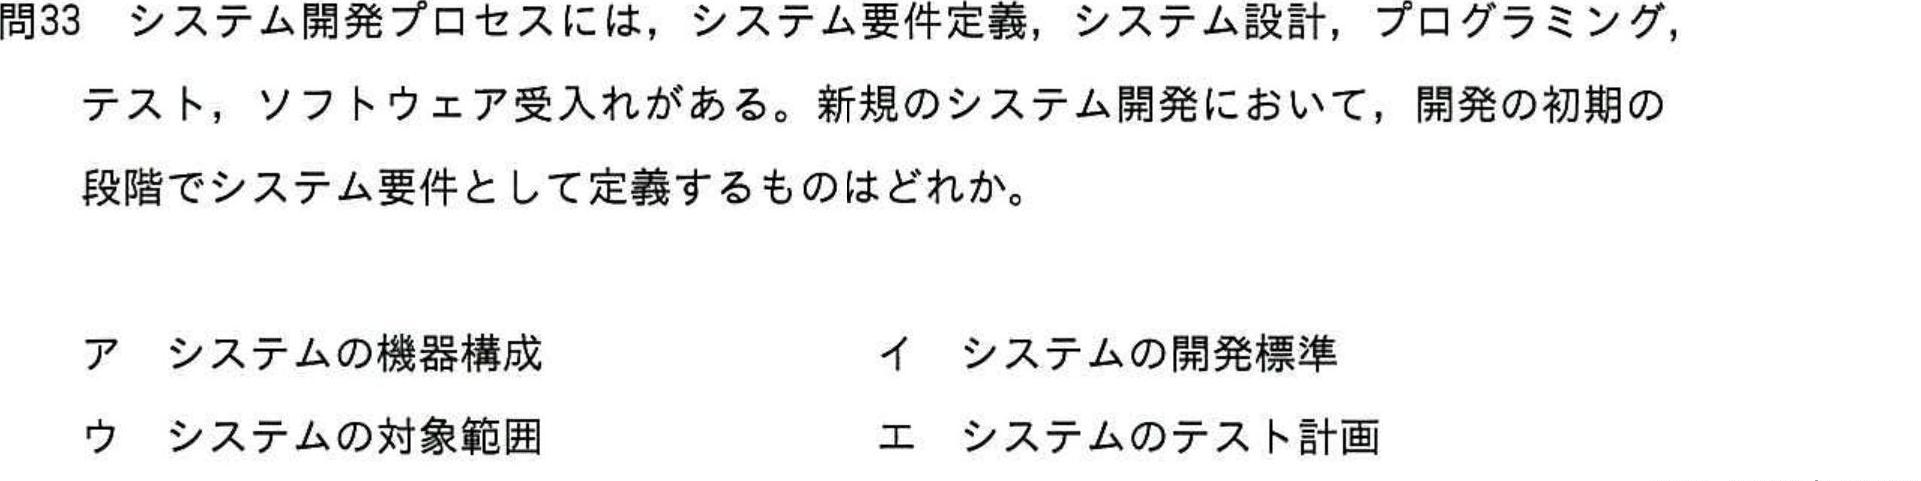 問33 システム開発プロセスには，システム要件定義，システム設計，プログラミング，
テスト，ソフトウェア受入れがある。新規のシステム開発において，開発の初期の
段階でシステム要件として定義するものはどれか。
ア システムの機器構成 イ システムの開発標準
ウ システムの対象範囲 エ システムのテスト計画